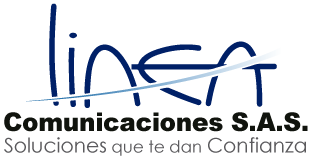 LINEA
Comunicaciones S.A.S.
Soluciones que te dan Confianza